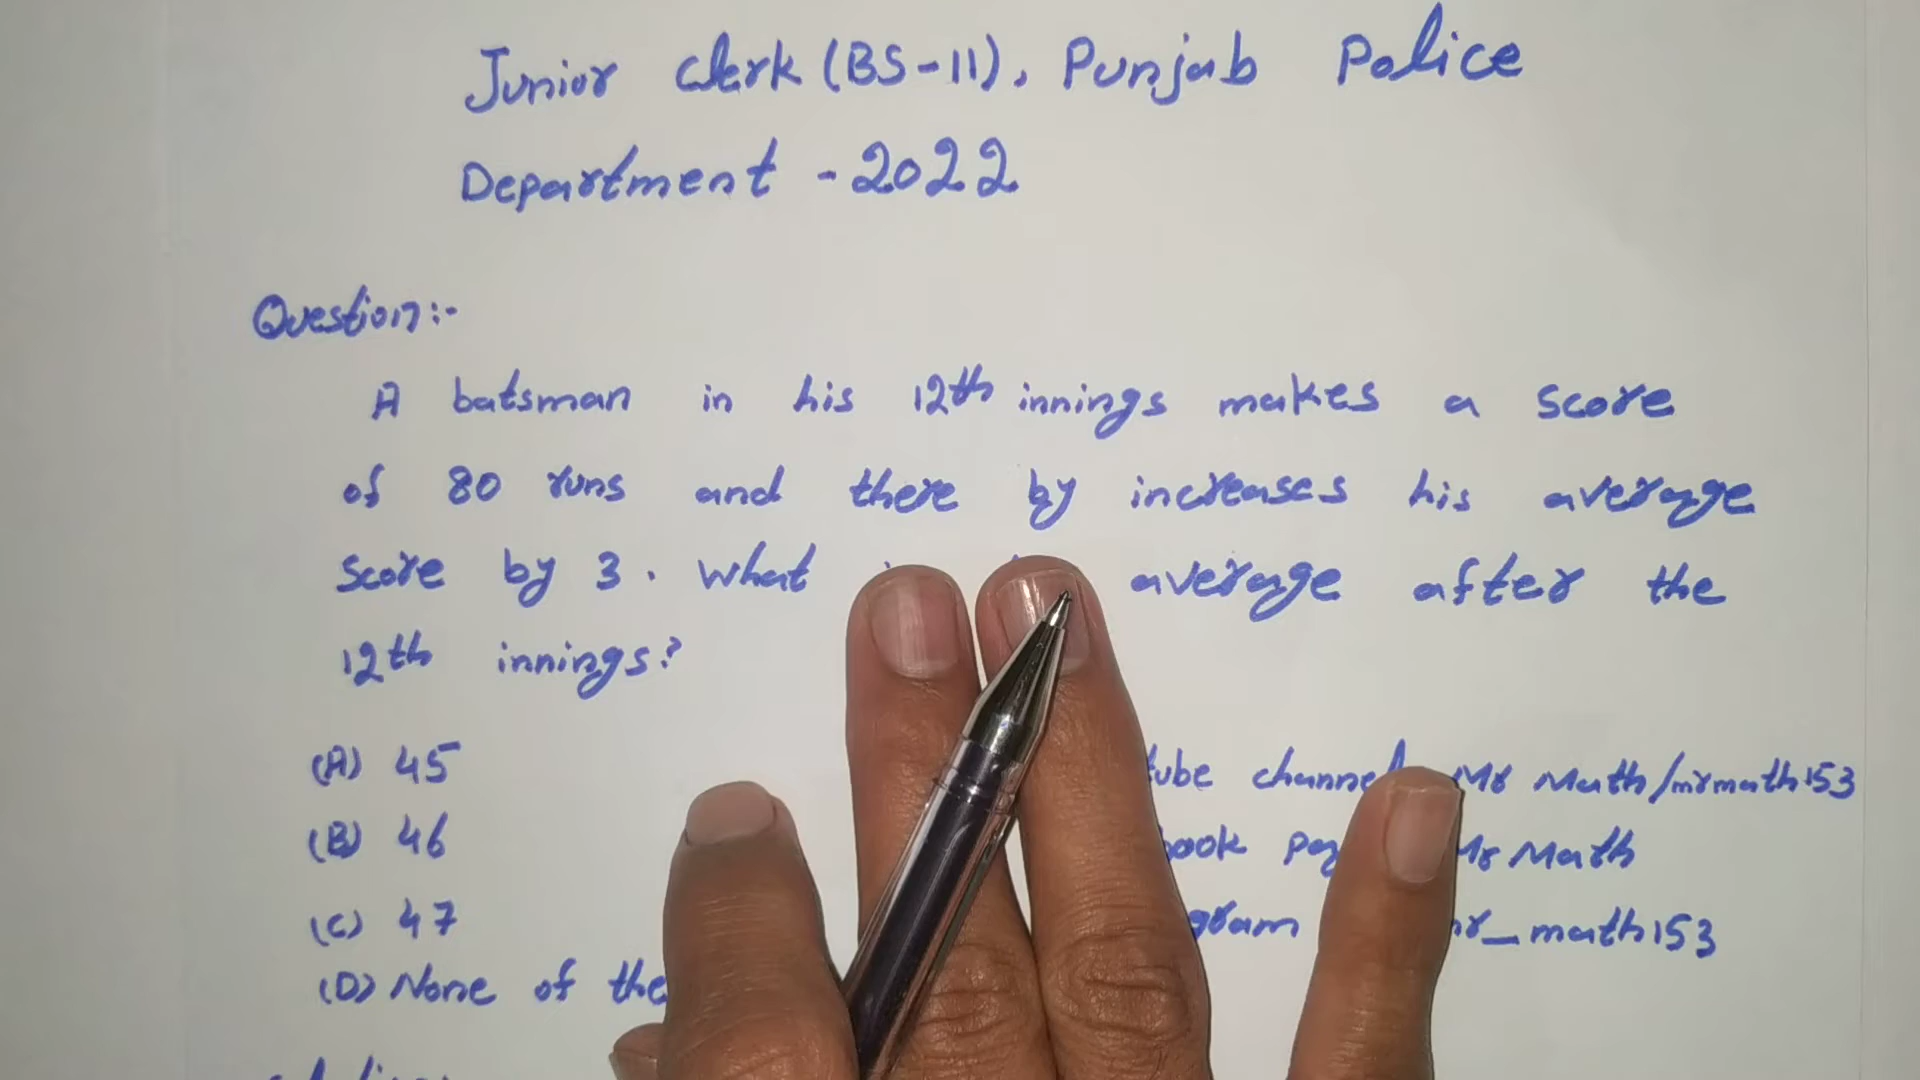 Junior Clerk (BS-11), Punjab Police
Department - 2022
Question:-
A batsman in his 12th innings makes a score
of 80 runs and there by increases his average
score by 3. What average after the
12th innings?
(A) 45
tube channel Mr Math/mrmath153
(B) 46
book Mr Math
(C) 47
gram mr_math153
(D) None of the